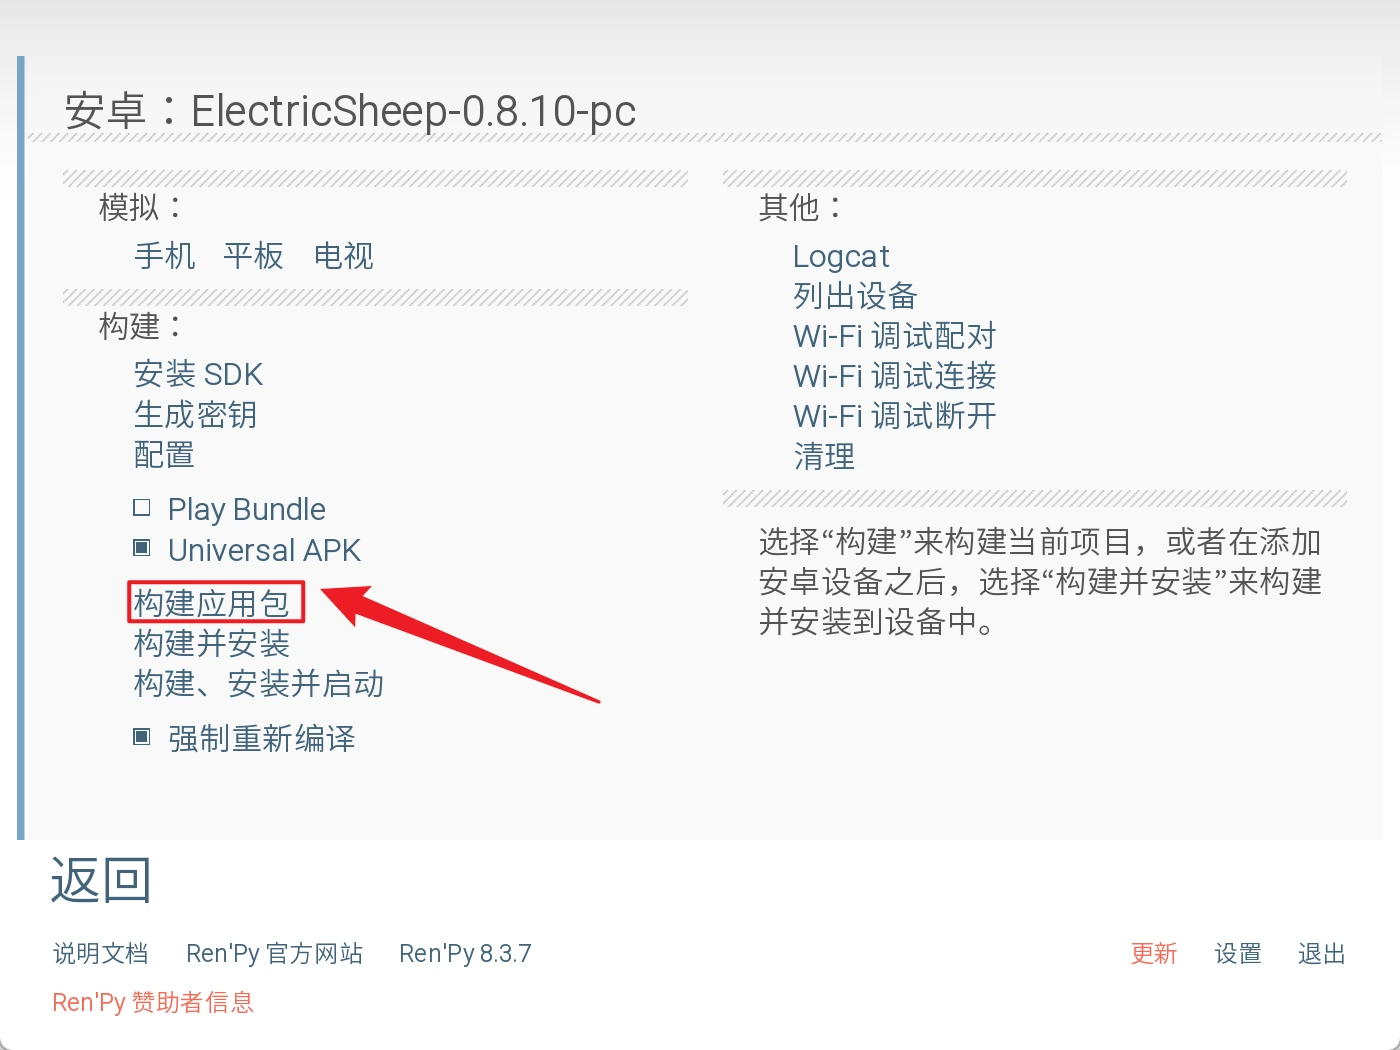 安卓：ElectricSheep-0.8.10-pc
模拟：
手机 平板 电视
构建：
安装 SDK
生成密钥
配置
Play Bundle
Universal APK
构建应用包
构建并安装
构建、安装并启动
强制重新编译
其他：
Logcat
列出设备
Wi-Fi 调试配对
Wi-Fi 调试连接
Wi-Fi 调试断开
清理
选择“构建”来构建当前项目，或者在添加
安卓设备之后，选择“构建并安装”来构建
并安装到设备中。
返回
说明文档 Ren'Py 官方网站 Ren'Py 8.3.7 更新 设置 退出
Ren'Py 赞助者信息